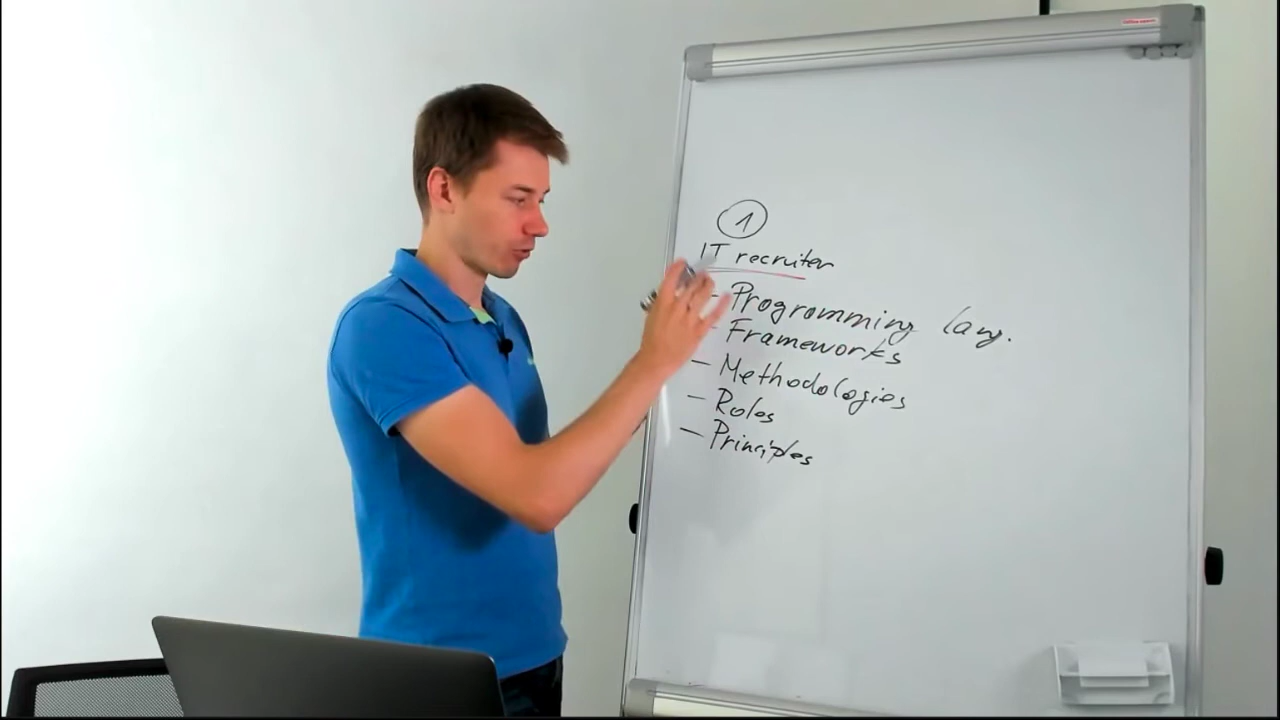 1
IT recruiter
- Programming lang.
- Frameworks
- Methodologies
- Roles
- Principles